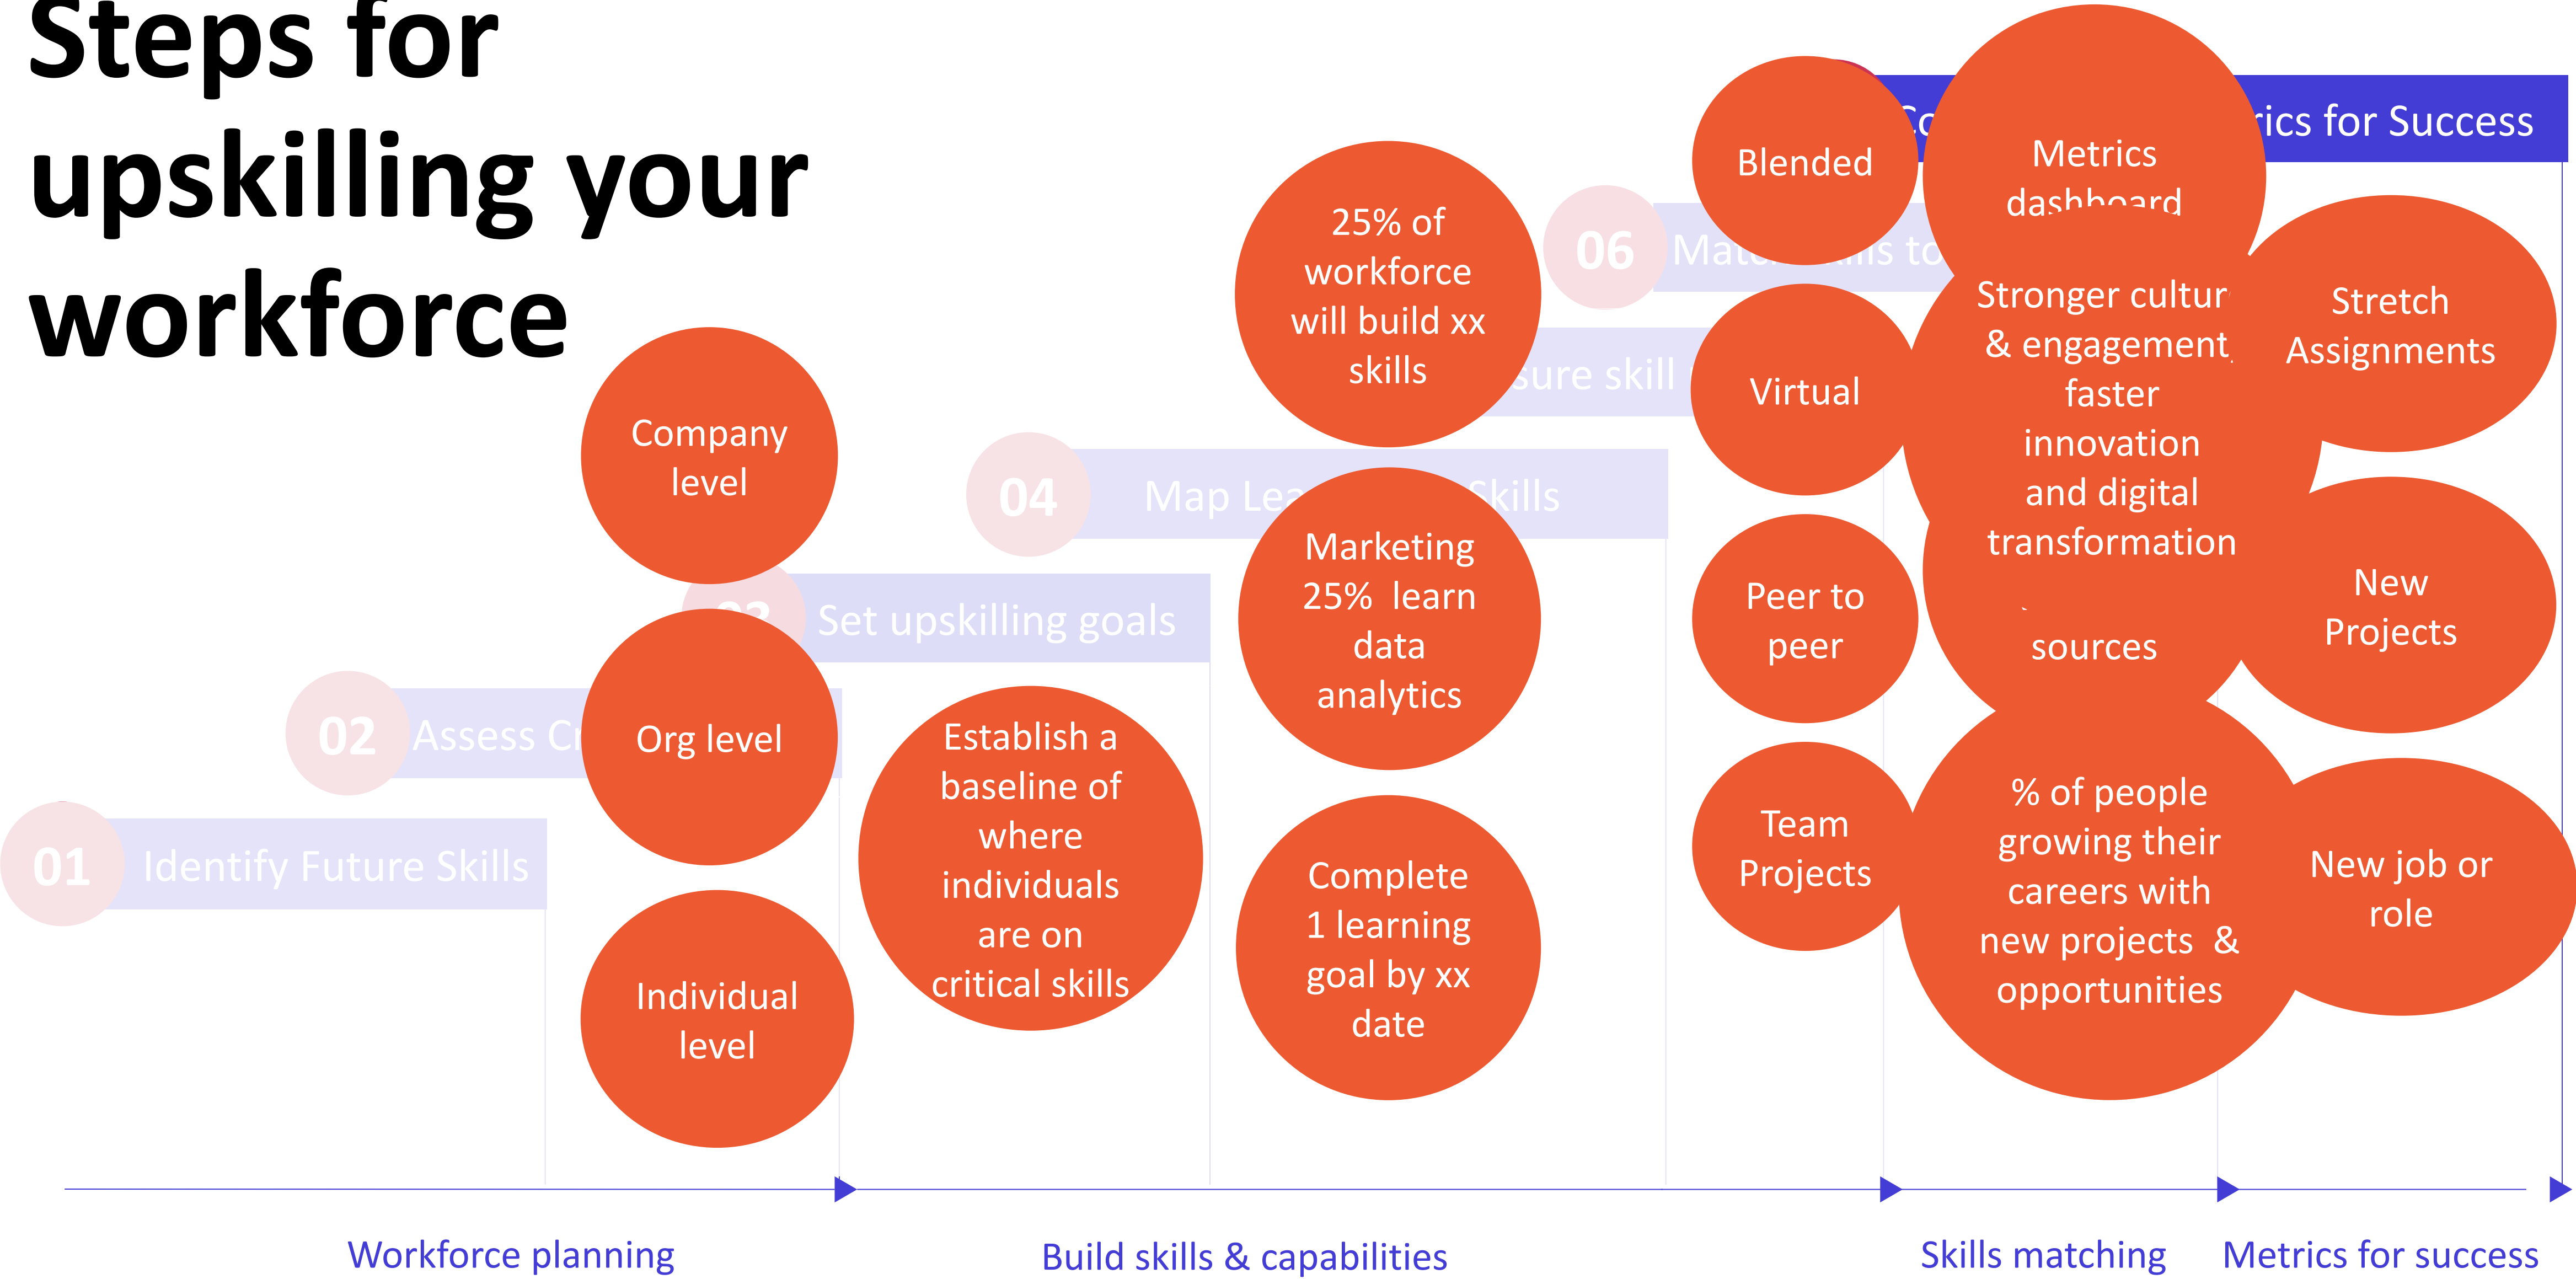 Steps for
upskilling your
workforce
01
Identify Future Skills
02
Assess
03
Set upskilling goals
04
Map
Skills
skill
06
to
for Success
Company
level
Org level
Individual
level
Establish a
baseline of
where
individuals
are on
critical skills
25% of
workforce
will build xx
skills
Marketing
25% learn
data
analytics
Complete
1 learning
goal by xx
date
Blended
Virtual
Peer to
peer
Team
Projects
Metrics
dashboard
Stronger
& engagement
faster
innovation
and digital
transformation
sources
% of people
growing their
careers with
new projects &
opportunities
Stretch
Assignments
New
Projects
New job or
role
Workforce planning
Build skills & capabilities
Skills matching
Metrics for success